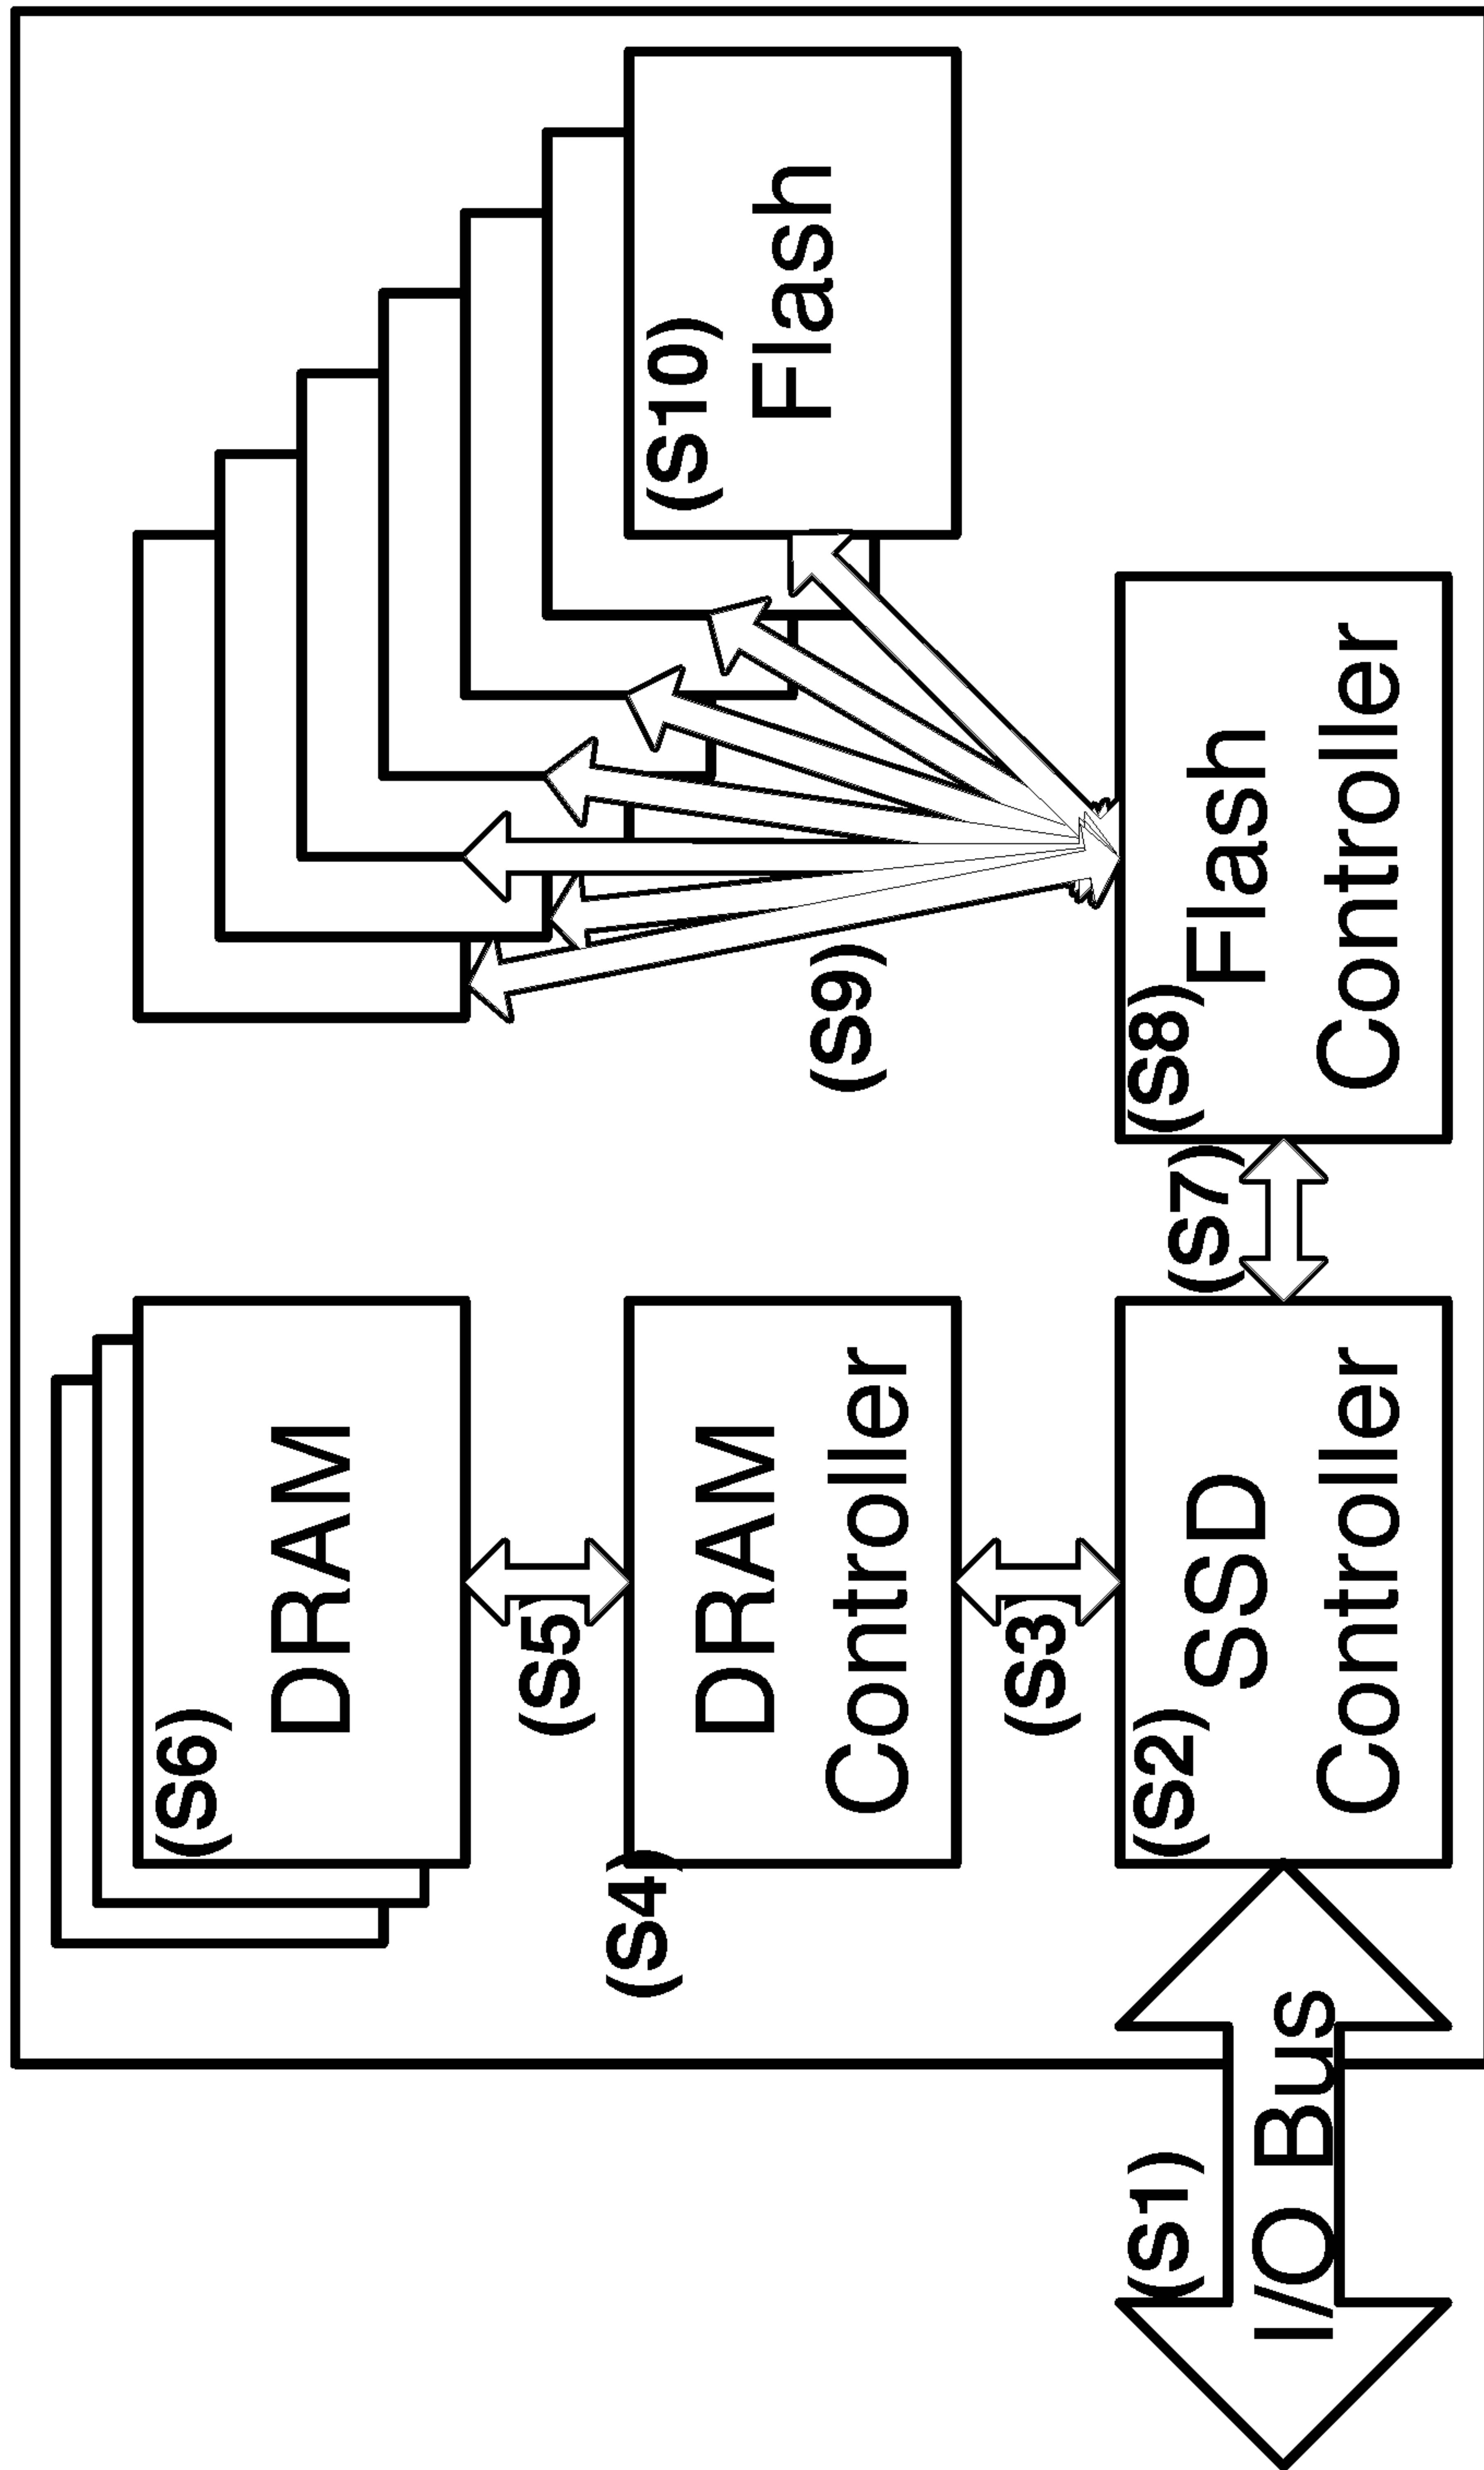 (S6)
DRAM
(S5)
(S4)
DRAM
Controller
(S3)
(S1)
I/O Bus
(S2)
SSD
Controller
(S7)
(S8)
Flash
Controller
(S9)
(S10)
Flash